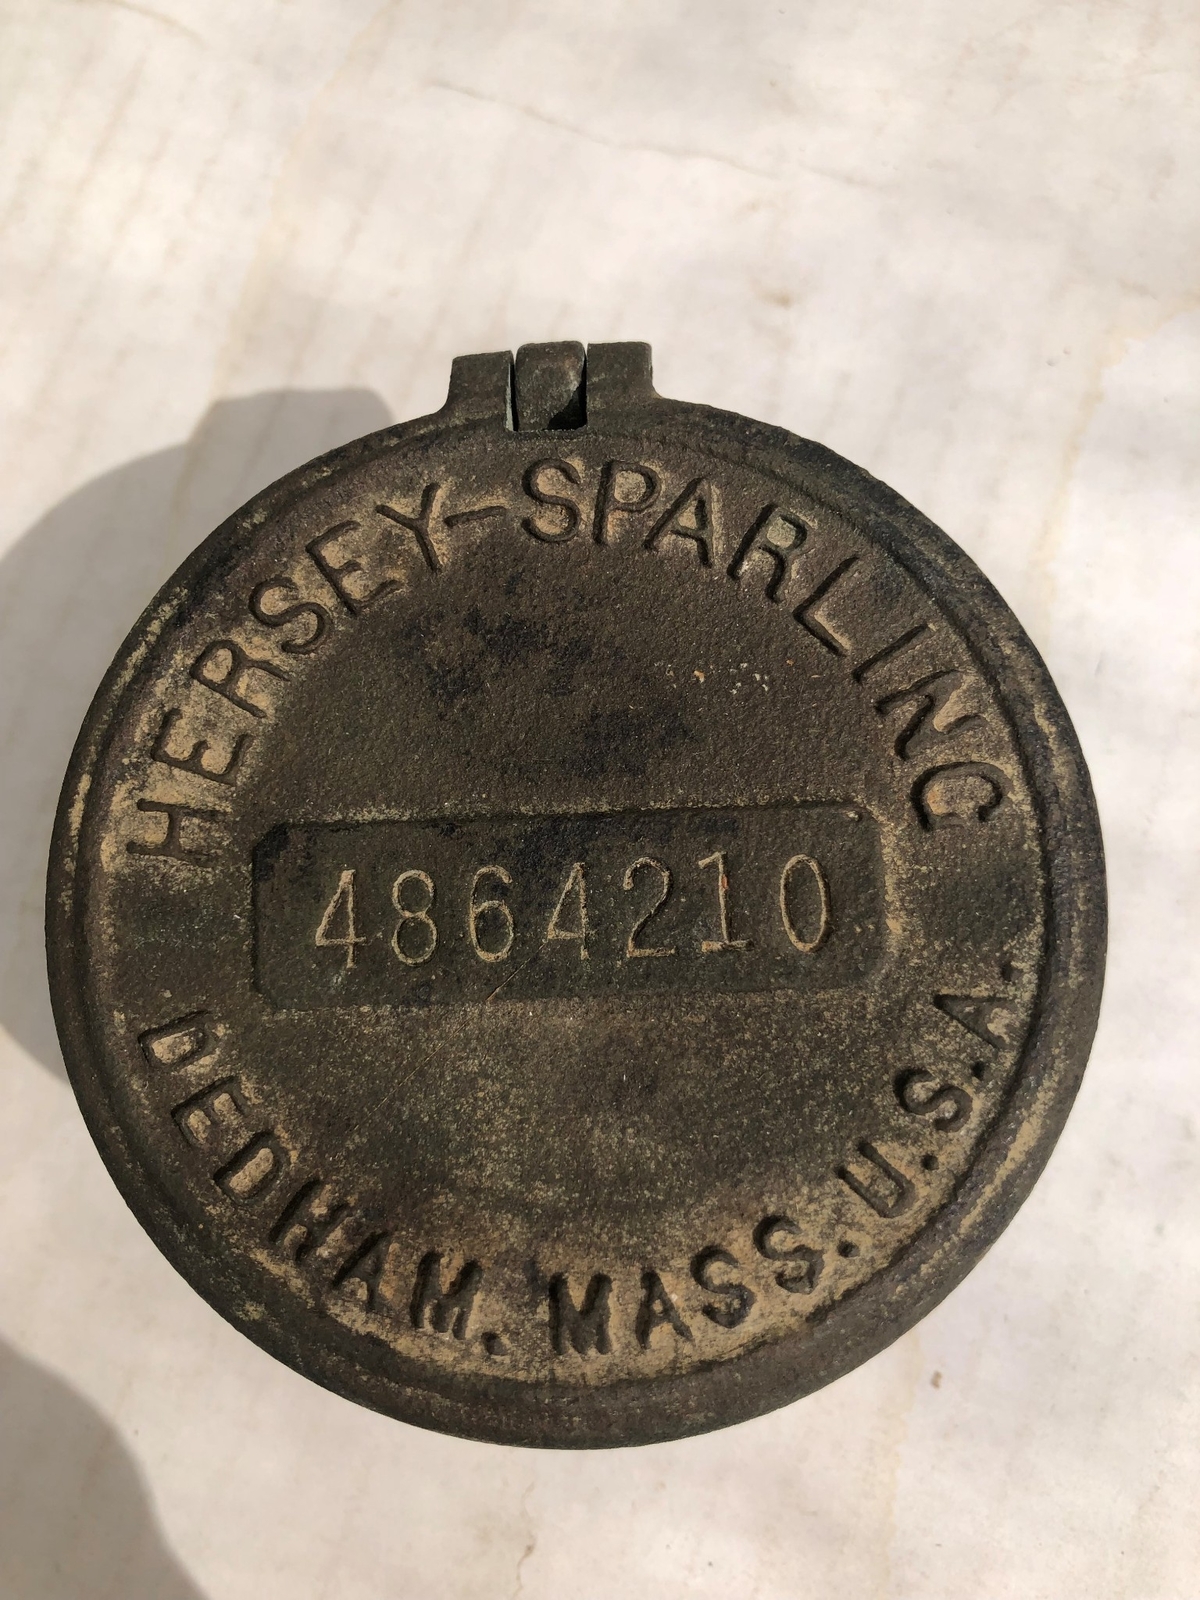 HERSEY-SPARLING
4864210
DEDHAM. MASS. U.S.A.